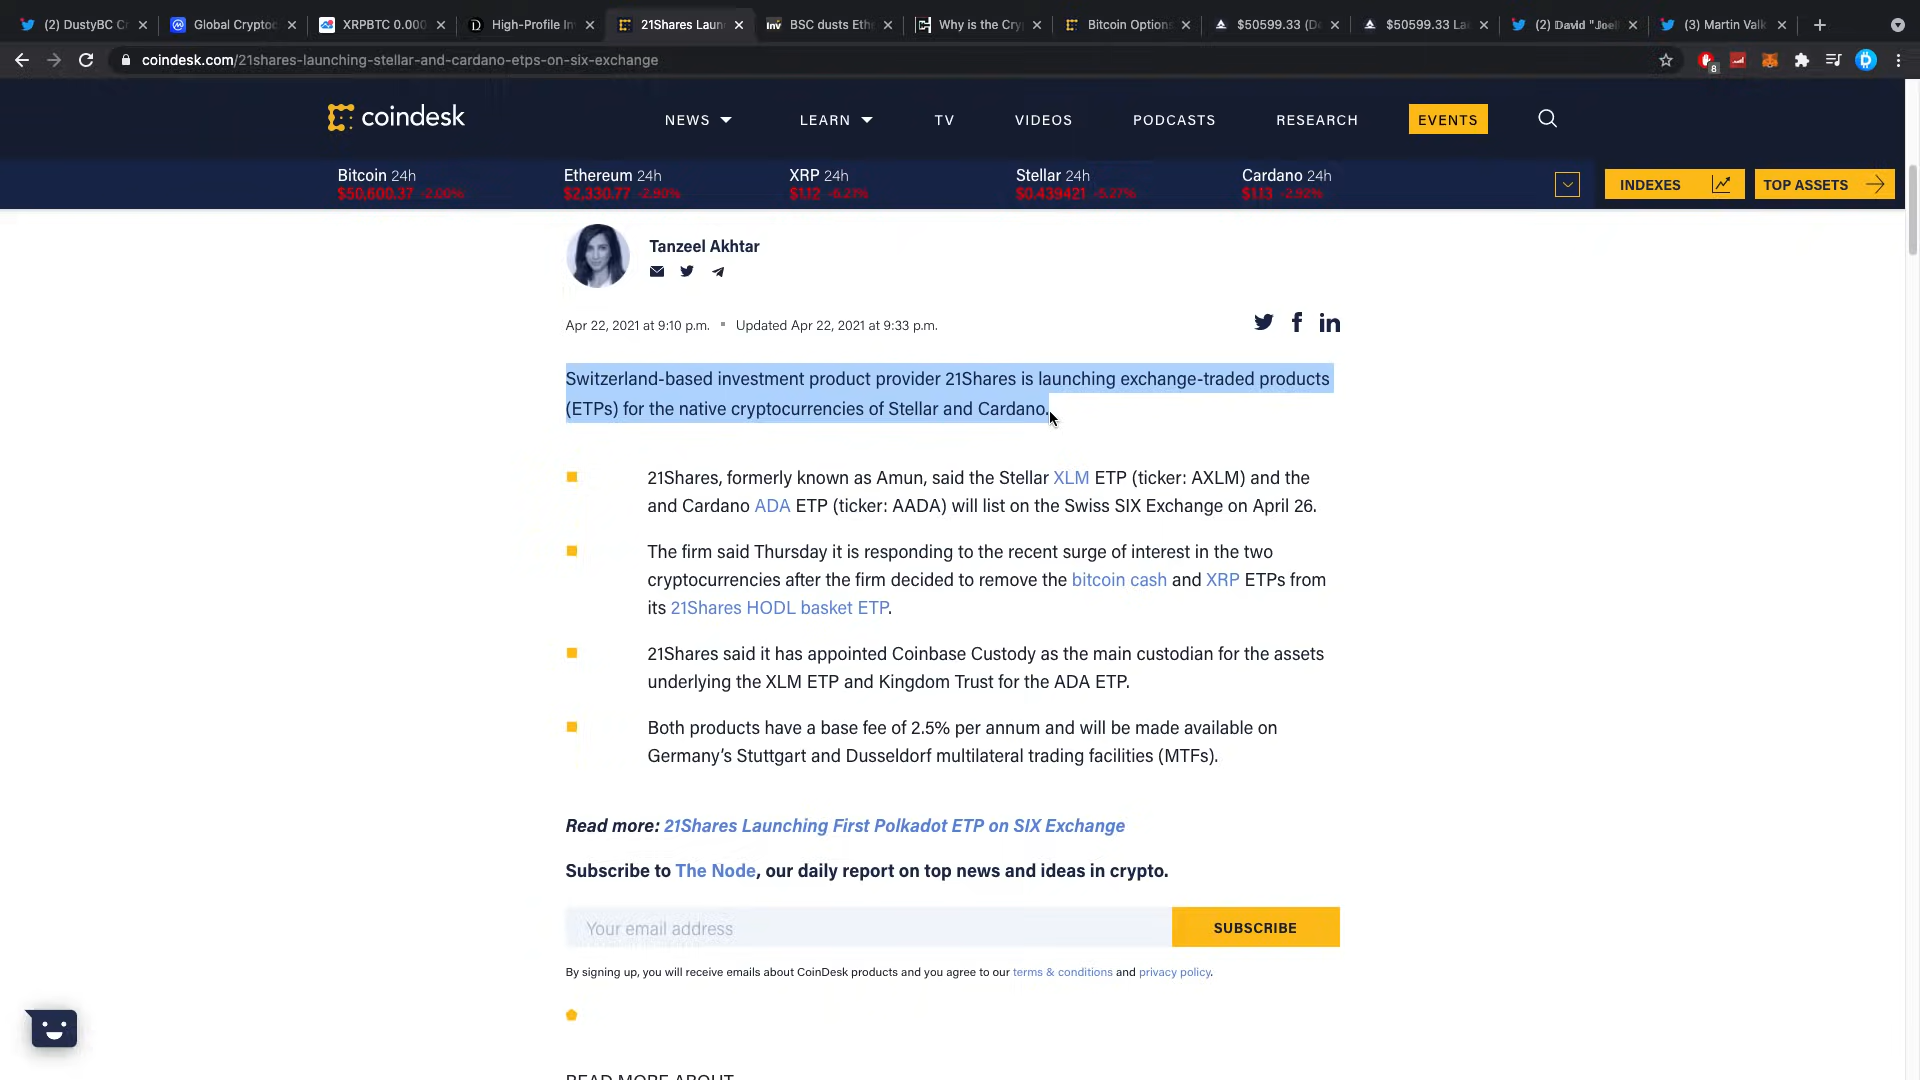 (2) DustyBC Cr
Global Cryptoc
XRPBTC 0.000
High-Profile In
21Shares Laun
BSC dusts Eth
Why is the Cry
Bitcoin Option
$50599.33 (D
$50599.33 La
(2) David "Joel
(3) Martin Valk
coindesk.com/21shares-launching-stellar-and-cardano-etps-on-six-exchange
8
coindesk
NEWS
LEARN
TV
VIDEOS
PODCASTS
RESEARCH
EVENTS
Bitcoin 24h
$50,600.37 -2.00%
Ethereum 24h
$2,330.77 -2.90%
XRP 24h
$1.12 -6.21%
Stellar 24h
$0.439421 -5.27%
Cardano 24h
$1.13 -2.92%
INDEXES
TOP ASSETS
Tanzeel Akhtar
Apr 22, 2021 at 9:10 p.m. Updated Apr 22, 2021 at 9:33 p.m.
Switzerland-based investment product provider 21Shares is launching exchange-traded products
(ETPs) for the native cryptocurrencies of Stellar and Cardano.
21Shares, formerly known as Amun, said the Stellar XLM ETP (ticker: AXLM) and the
and Cardano ADA ETP (ticker: AADA) will list on the Swiss SIX Exchange on April 26.
The firm said Thursday it is responding to the recent surge of interest in the two
cryptocurrencies after the firm decided to remove the bitcoin cash and XRP ETPs from
its 21Shares HODL basket ETP.
21Shares said it has appointed Coinbase Custody as the main custodian for the assets
underlying the XLM ETP and Kingdom Trust for the ADA ETP.
Both products have a base fee of 2.5% per annum and will be made available on
Germany's Stuttgart and Dusseldorf multilateral trading facilities (MTFs).
Read more: 21Shares Launching First Polkadot ETP on SIX Exchange
Subscribe to The Node, our daily report on top news and ideas in crypto.
Your email address
SUBSCRIBE
By signing up, you will receive emails about CoinDesk products and you agree to our terms & conditions and privacy policy.
READ MORE ABOUT